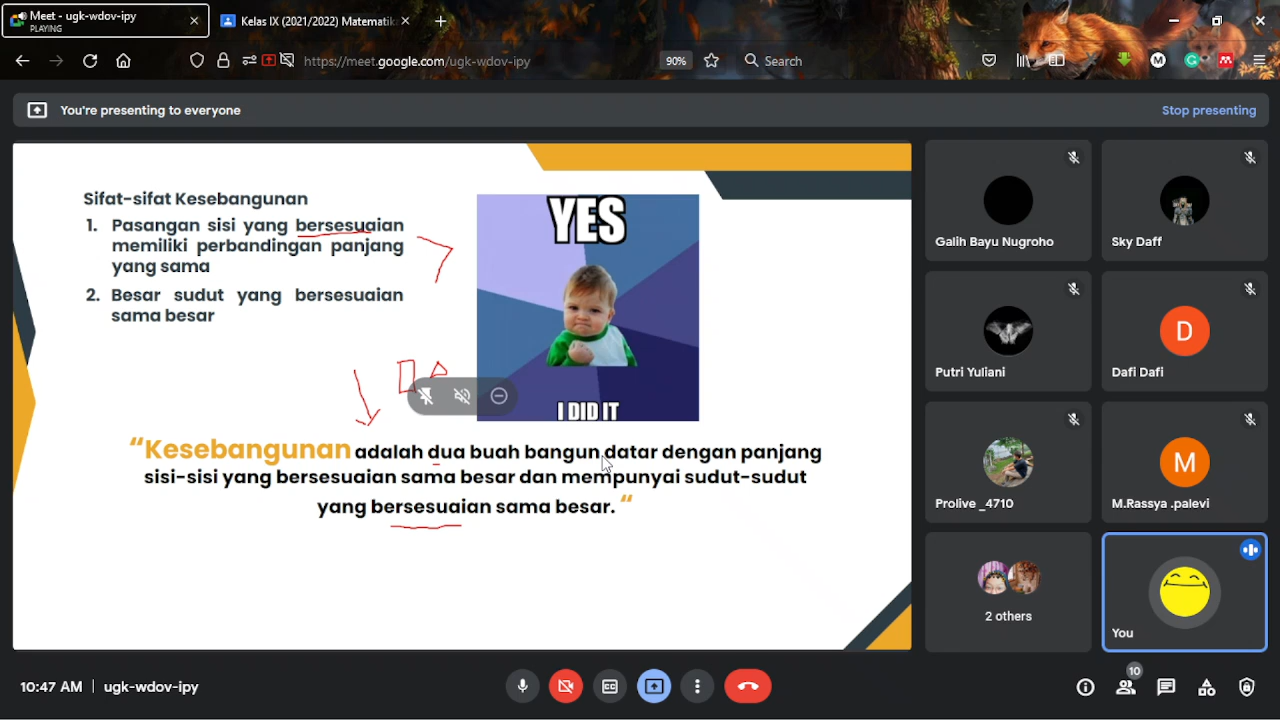 Meet - ugk-wdov-ipy
PLAYING
Kelas IX (2021/2022) Matematik
https://meet.google.com/ugk-wdov-ipy
90%
Search
You're presenting to everyone
Stop presenting
Sifat-sifat Kesebangunan
1. Pasangan sisi yang bersesuaian
memiliki perbandingan panjang
yang sama
2. Besar sudut yang bersesuaian
sama besar
YES
I DID IT
“Kesebangunan adalah dua buah bangun datar dengan panjang
sisi-sisi yang bersesuaian sama besar dan mempunyai sudut-sudut
yang bersesuaian sama besar. “
Galih Bayu Nugroho
Sky Daff
Putri Yuliani
D
Dafi Dafi
Prolive _4710
M
M.Rassya .palevi
2 others
You
10:47 AM | ugk-wdov-ipy
10